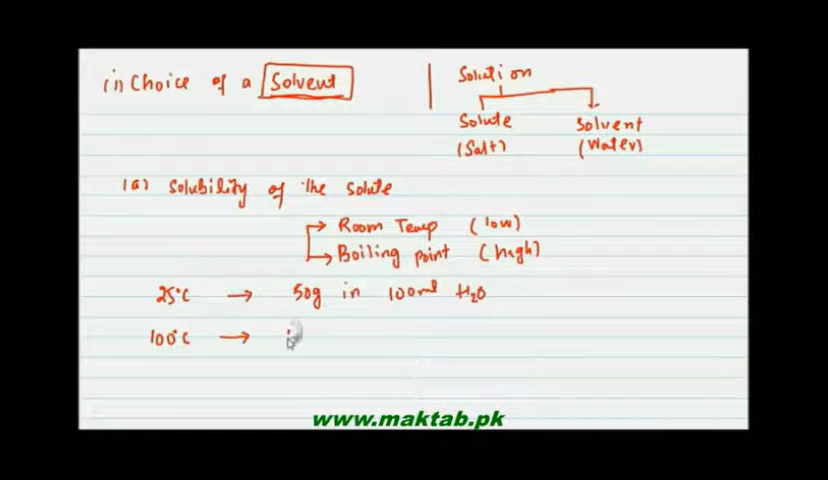 in Choice of a Solvent
Solution
Solute Solvent
(Salt) (Water)
(a) Solubility of the Solute
Room Temp (low)
Boiling point (high)
25°C → 50g in 100ml H₂O
100°C →
www.maktab.pk